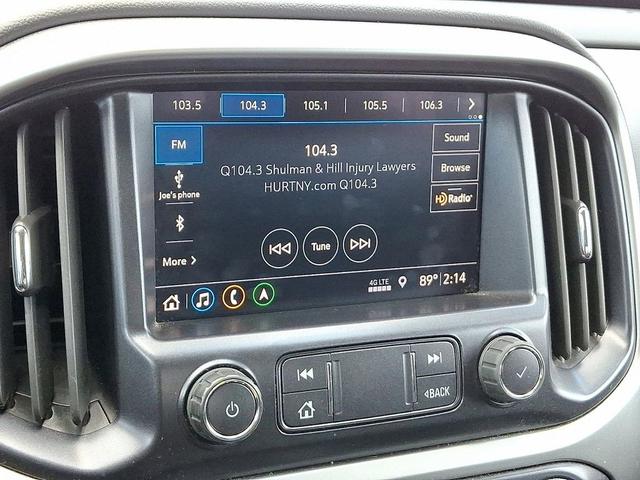 103.5 104.3 105.1 105.5 106.3
FM
104.3
Sound
Q104.3 Shulman & Hill Injury Lawyers
HURTNY.com Q104.3
Browse
Joe's phone
HD Radio
Tune
More
4G LTE
89° 2:14
BACK